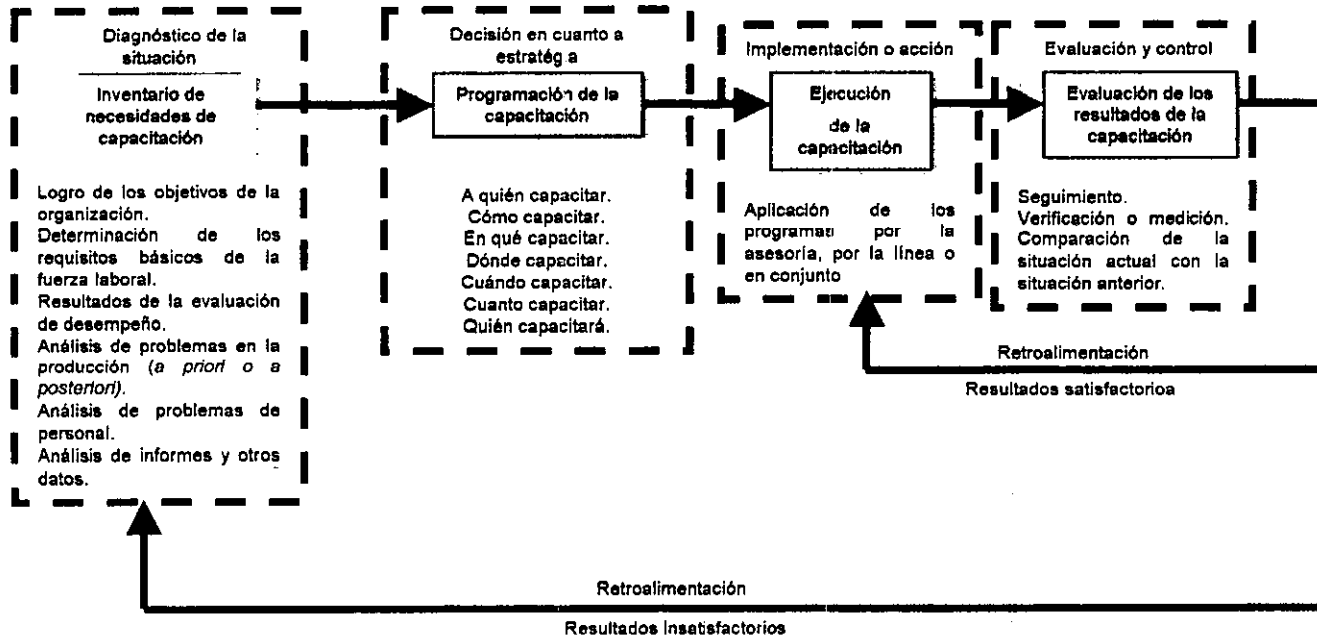 Diagnóstico de la
situación
Inventario de
necesidades de
capacitación
Logro de los objetivos de la
organización.
Determinación de los
requisitos básicos de la
fuerza laboral.
Resultados de la evaluación
de desempeño.
Análisis de problemas en la
producción (a priori o a
posteriori).
Análisis de problemas de
personal.
Análisis de informes y otros
datos.
Decisión en cuanto a
estratég a
Programación de la
capacitación
A quién capacitar.
Cómo capacitar.
En qué capacitar.
Dónde capacitar.
Cuándo capacitar.
Cuanto capacitar.
Quién capacitará.
Implementación o acción
Ejecución
de la
capacitación
Aplicación de los
programas por la
asesoría, por la línea o
en conjunto
Evaluación y control
Evaluación de los
resultados de la
capacitación
Seguimiento.
Verificación o medición.
Comparación de la
situación actual con la
situación anterior.
Retroalimentación
Resultados satisfactorioa
Retroalimentación
Resultados Insatisfactorios